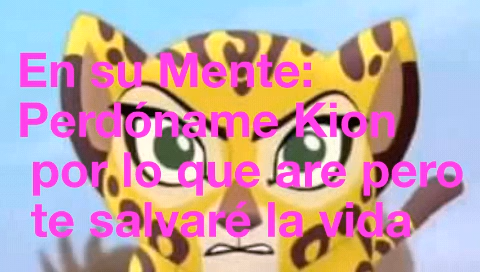 En su Mente:
Perdóname Kion
por lo que are pero
te salvaré la vida